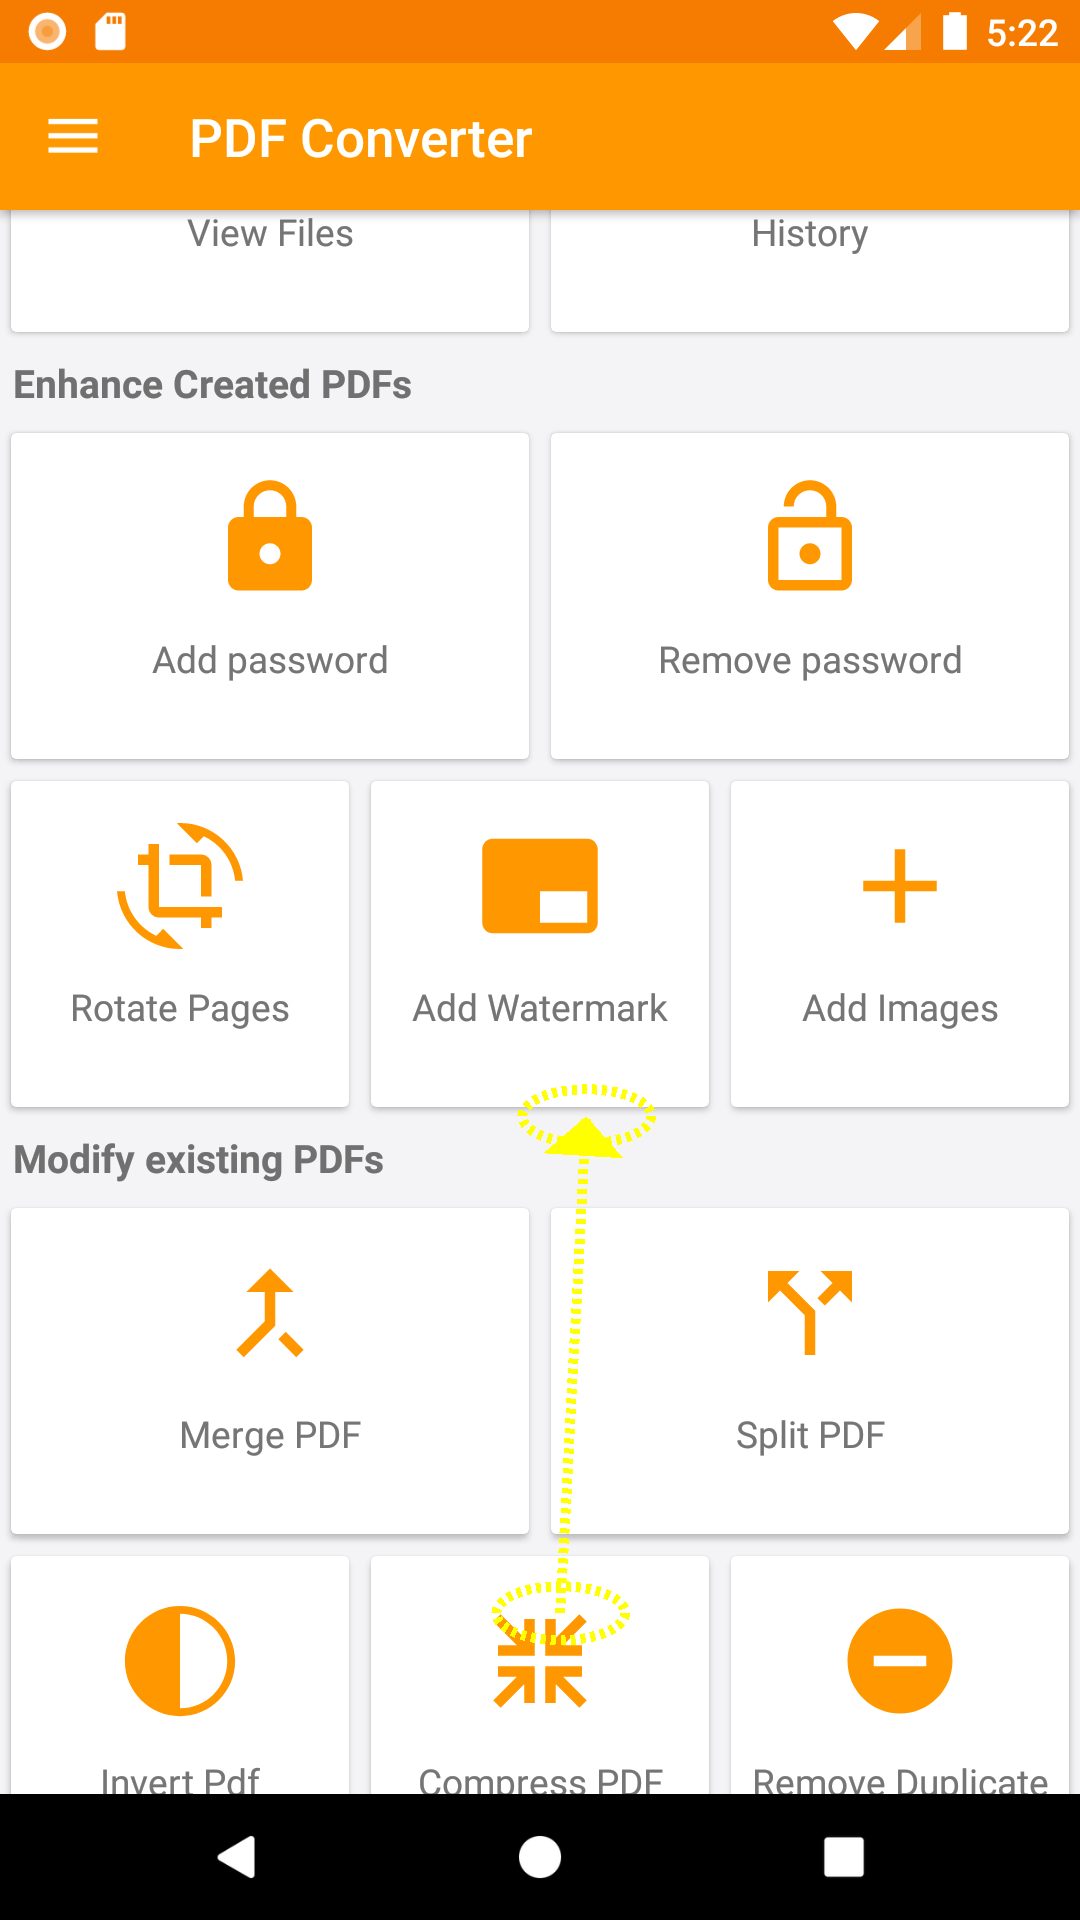 5:22
PDF Converter
View Files
History
Enhance Created PDFs
Add password
Remove password
Rotate Pages
Add Watermark
Add Images
Modify existing PDFs
Merge PDF
Split PDF
Invert Pdf
Compress PDF
Remove Duplicate